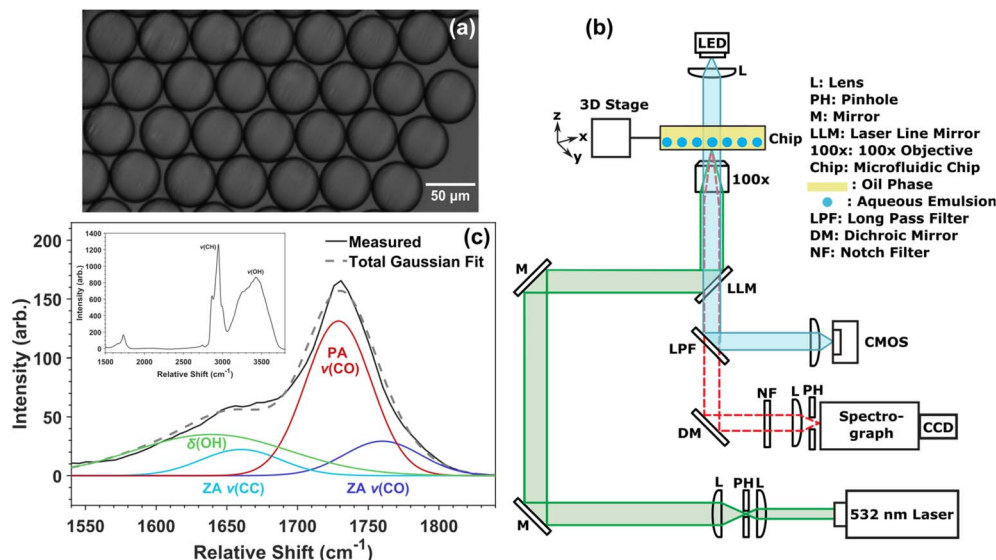 (a)
50 µm
(b)
LED
L
3D Stage
z
x
y
Chip
100x
M
LLM
LPF
CMOS
NF
L
PH
DM
Spectro-
graph
CCD
M
L
PH
L
532 nm Laser
L: Lens
PH: Pinhole
M: Mirror
LLM: Laser Line Mirror
100x: 100x Objective
Chip: Microfluidic Chip
: Oil Phase
: Aqueous Emulsion
LPF: Long Pass Filter
DM: Dichroic Mirror
NF: Notch Filter
(c)
Measured
Total Gaussian Fit
Intensity (arb.)
200
150
100
50
0
1550
1600
1650
1700
1750
1800
Relative Shift (cm⁻¹)
PA
ν(CO)
δ(OH)
ZA ν(CC)
ZA ν(CO)
Intensity (arb.)
1400
1200
1000
800
600
400
200
0
1500
2000
2500
3000
3500
Relative Shift (cm⁻¹)
ν(CH)
ν(OH)